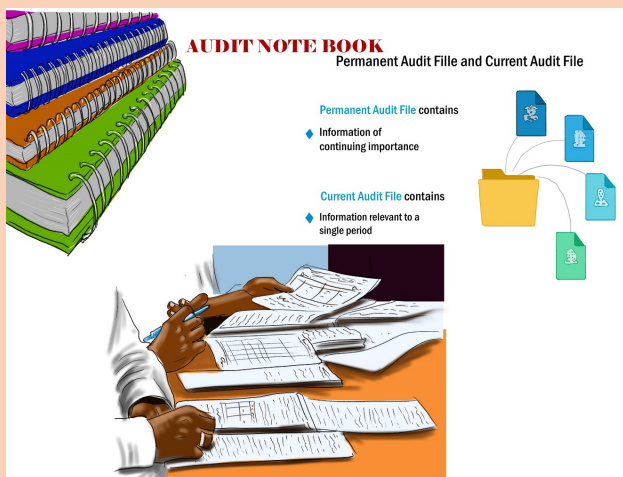 AUDIT NOTE BOOK
Permanent Audit Fille and Current Audit File
Permanent Audit File contains
Information of
continuing importance
Current Audit File contains
Information relevant to a
single period